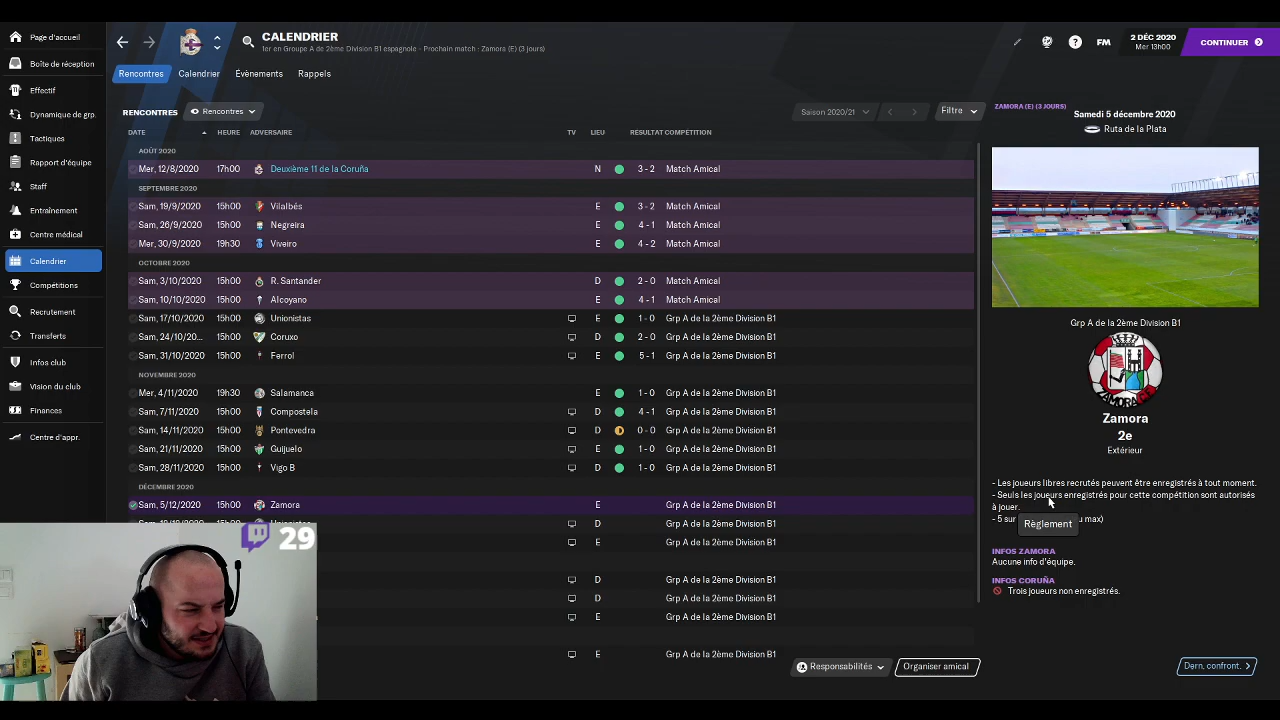 Page d'accueil
Boîte de réception
Effectif
Dynamique de grp.
Tactiques
Rapport d'équipe
Staff
Entraînement
Centre médical
Calendrier
Compétitions
Recrutement
Transferts
Infos club
Vision du club
Finances
Centre d'appr.
CALENDRIER
1er en Groupe A de 2ème Division B1 espagnole - Prochain match : Zamora (E) (3 jours)
? FM 2 DÉC 2020
Mer 13h00
CONTINUER
Rencontres Calendrier Évènements Rappels
RENCONTRES Rencontres Saison 2020/21 Filtre
DATE HEURE ADVERSAIRE TV LIEU RÉSULTAT COMPÉTITION
AOÛT 2020
Mer, 12/8/2020 17h00 Deuxième 11 de la Coruña N 3 - 2 Match Amical
SEPTEMBRE 2020
Sam, 19/9/2020 15h00 Vilalbés E 3 - 2 Match Amical
Sam, 26/9/2020 15h00 Negreira E 4 - 1 Match Amical
Mer, 30/9/2020 19h30 Viveiro E 4 - 2 Match Amical
OCTOBRE 2020
Sam, 3/10/2020 15h00 R. Santander D 2 - 0 Match Amical
Sam, 10/10/2020 15h00 Alcoyano E 4 - 1 Match Amical
Sam, 17/10/2020 15h00 Unionistas E 1 - 0 Grp A de la 2ème Division B1
Sam, 24/10/20... 15h00 Coruxo D 2 - 0 Grp A de la 2ème Division B1
Sam, 31/10/2020 15h00 Ferrol E 5 - 1 Grp A de la 2ème Division B1
NOVEMBRE 2020
Mer, 4/11/2020 19h30 Salamanca E 1 - 0 Grp A de la 2ème Division B1
Sam, 7/11/2020 15h00 Compostela D 4 - 1 Grp A de la 2ème Division B1
Sam, 14/11/2020 15h00 Pontevedra D 0 - 0 Grp A de la 2ème Division B1
Sam, 21/11/2020 15h00 Guijuelo E 1 - 0 Grp A de la 2ème Division B1
Sam, 28/11/2020 15h00 Vigo B D 1 - 0 Grp A de la 2ème Division B1
DÉCEMBRE 2020
Sam, 5/12/2020 15h00 Zamora E Grp A de la 2ème Division B1
D Grp A de la 2ème Division B1
E Grp A de la 2ème Division B1
D Grp A de la 2ème Division B1
D Grp A de la 2ème Division B1
E Grp A de la 2ème Division B1
E Grp A de la 2ème Division B1
29
Responsabilités Organiser amical
ZAMORA (E) (3 JOURS)
Samedi 5 décembre 2020
Ruta de la Plata
Grp A de la 2ème Division B1
ZAMORA CF
Zamora
2e
Extérieur
- Les joueurs libres recrutés peuvent être enregistrés à tout moment.
- Seuls les joueurs enregistrés pour cette compétition sont autorisés
à jouer.
- 5 sur max)
Règlement
INFOS ZAMORA
Aucune info d'équipe.
INFOS CORUÑA
Trois joueurs non enregistrés.
Dern. confront.